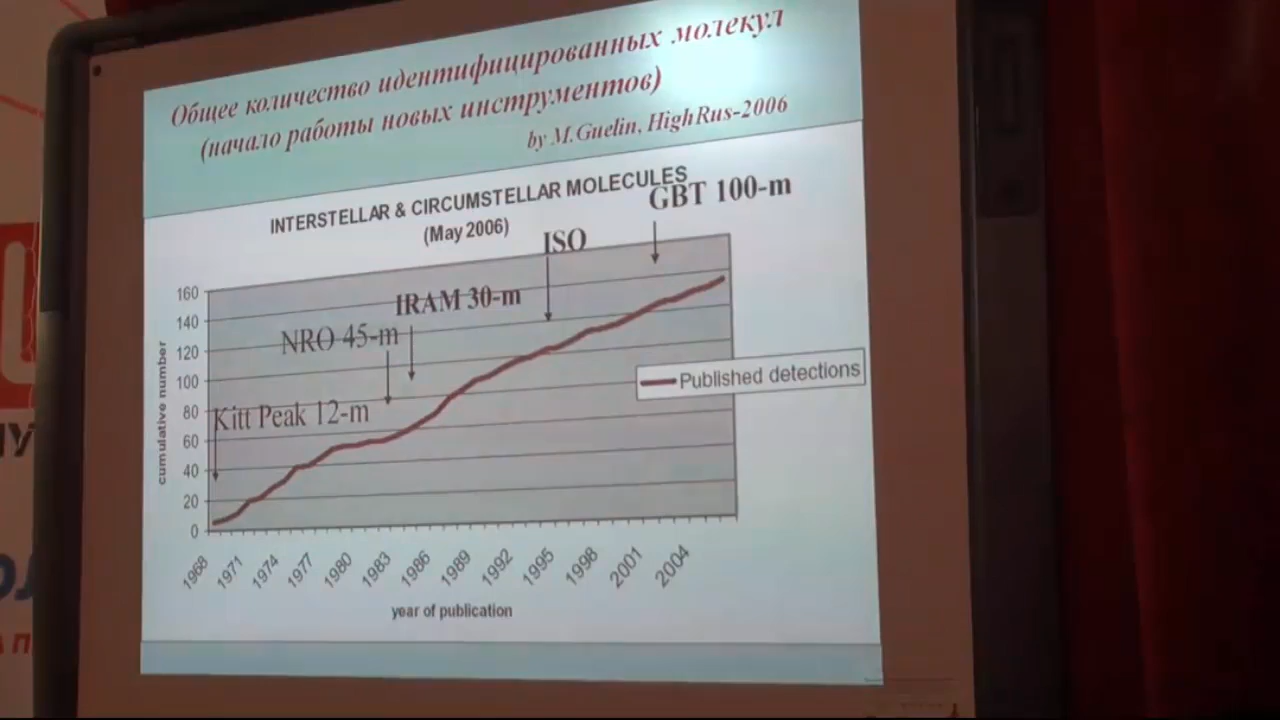 Общее количество идентифицированных молекул
(начало работы новых инструментов)
by M.Guelin, HighRus-2006
INTERSTELLAR & CIRCUMSTELLAR MOLECULES
(May 2006)
GBT 100-m
ISO
IRAM 30-m
NRO 45-m
Kitt Peak 12-m
Published detections
cumulative number
160
140
120
100
80
60
40
20
0
1968
1971
1974
1977
1980
1983
1986
1989
1992
1995
1998
2001
2004
year of publication